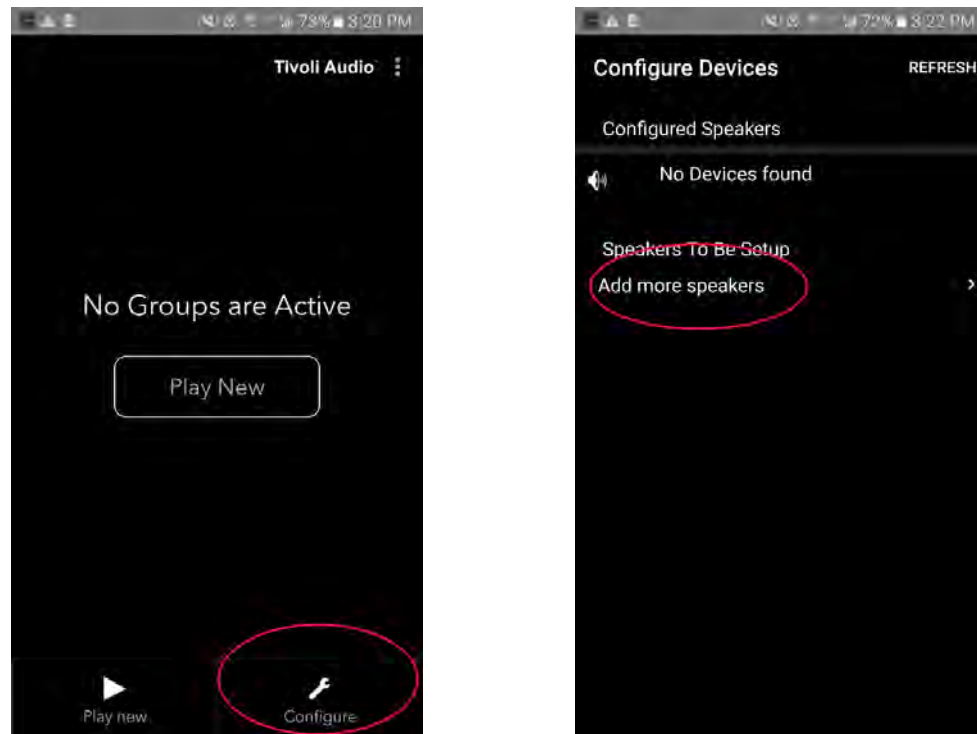 73% 3:20 PM
Tivoli Audio
No Groups are Active
Play New
Play new
Configure
72% 3:22 PM
Configure Devices
REFRESH
Configured Speakers
No Devices found
Speakers To Be Setup
Add more speakers